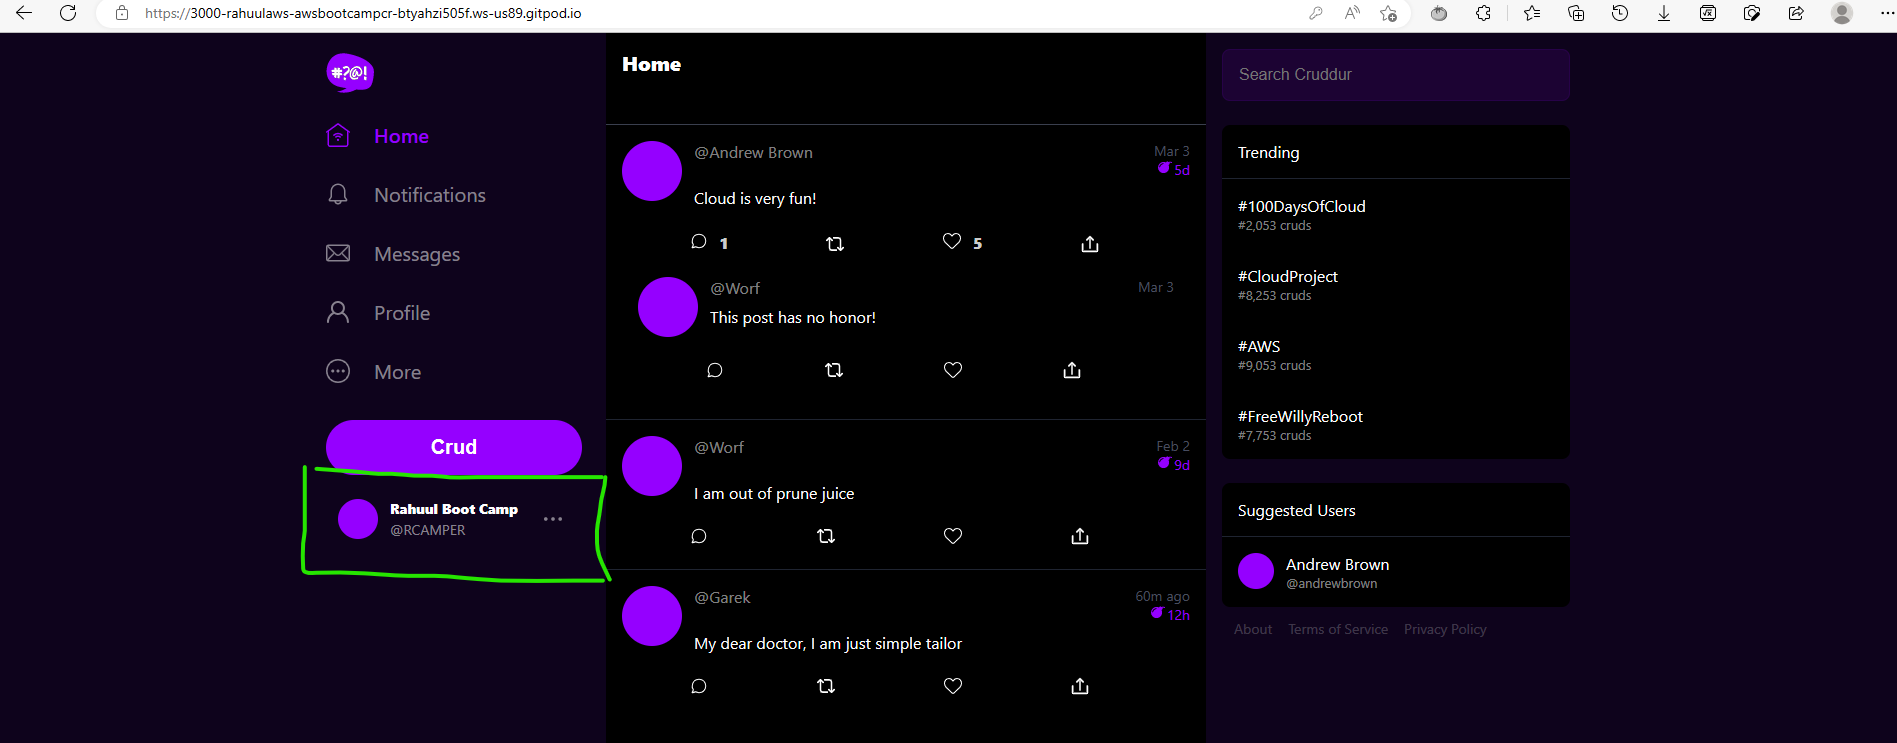 https://3000-rahuulaws-awsbootcampcr-btyahzi505f.ws-us89.gitpod.io
#?@!
Home
Notifications
Messages
Profile
More
Crud
Rahuul Boot Camp
@RCAMPER
Home
@Andrew Brown
Mar 3
5d
Cloud is very fun!
1 5
@Worf
Mar 3
This post has no honor!
@Worf
Feb 2
9d
I am out of prune juice
@Garek
60m ago
12h
My dear doctor, I am just simple tailor
Search Cruddur
Trending
#100DaysOfCloud
#2,053 cruds
#CloudProject
#8,253 cruds
#AWS
#9,053 cruds
#FreeWillyReboot
#7,753 cruds
Suggested Users
Andrew Brown
@andrewbrown
About Terms of Service Privacy Policy